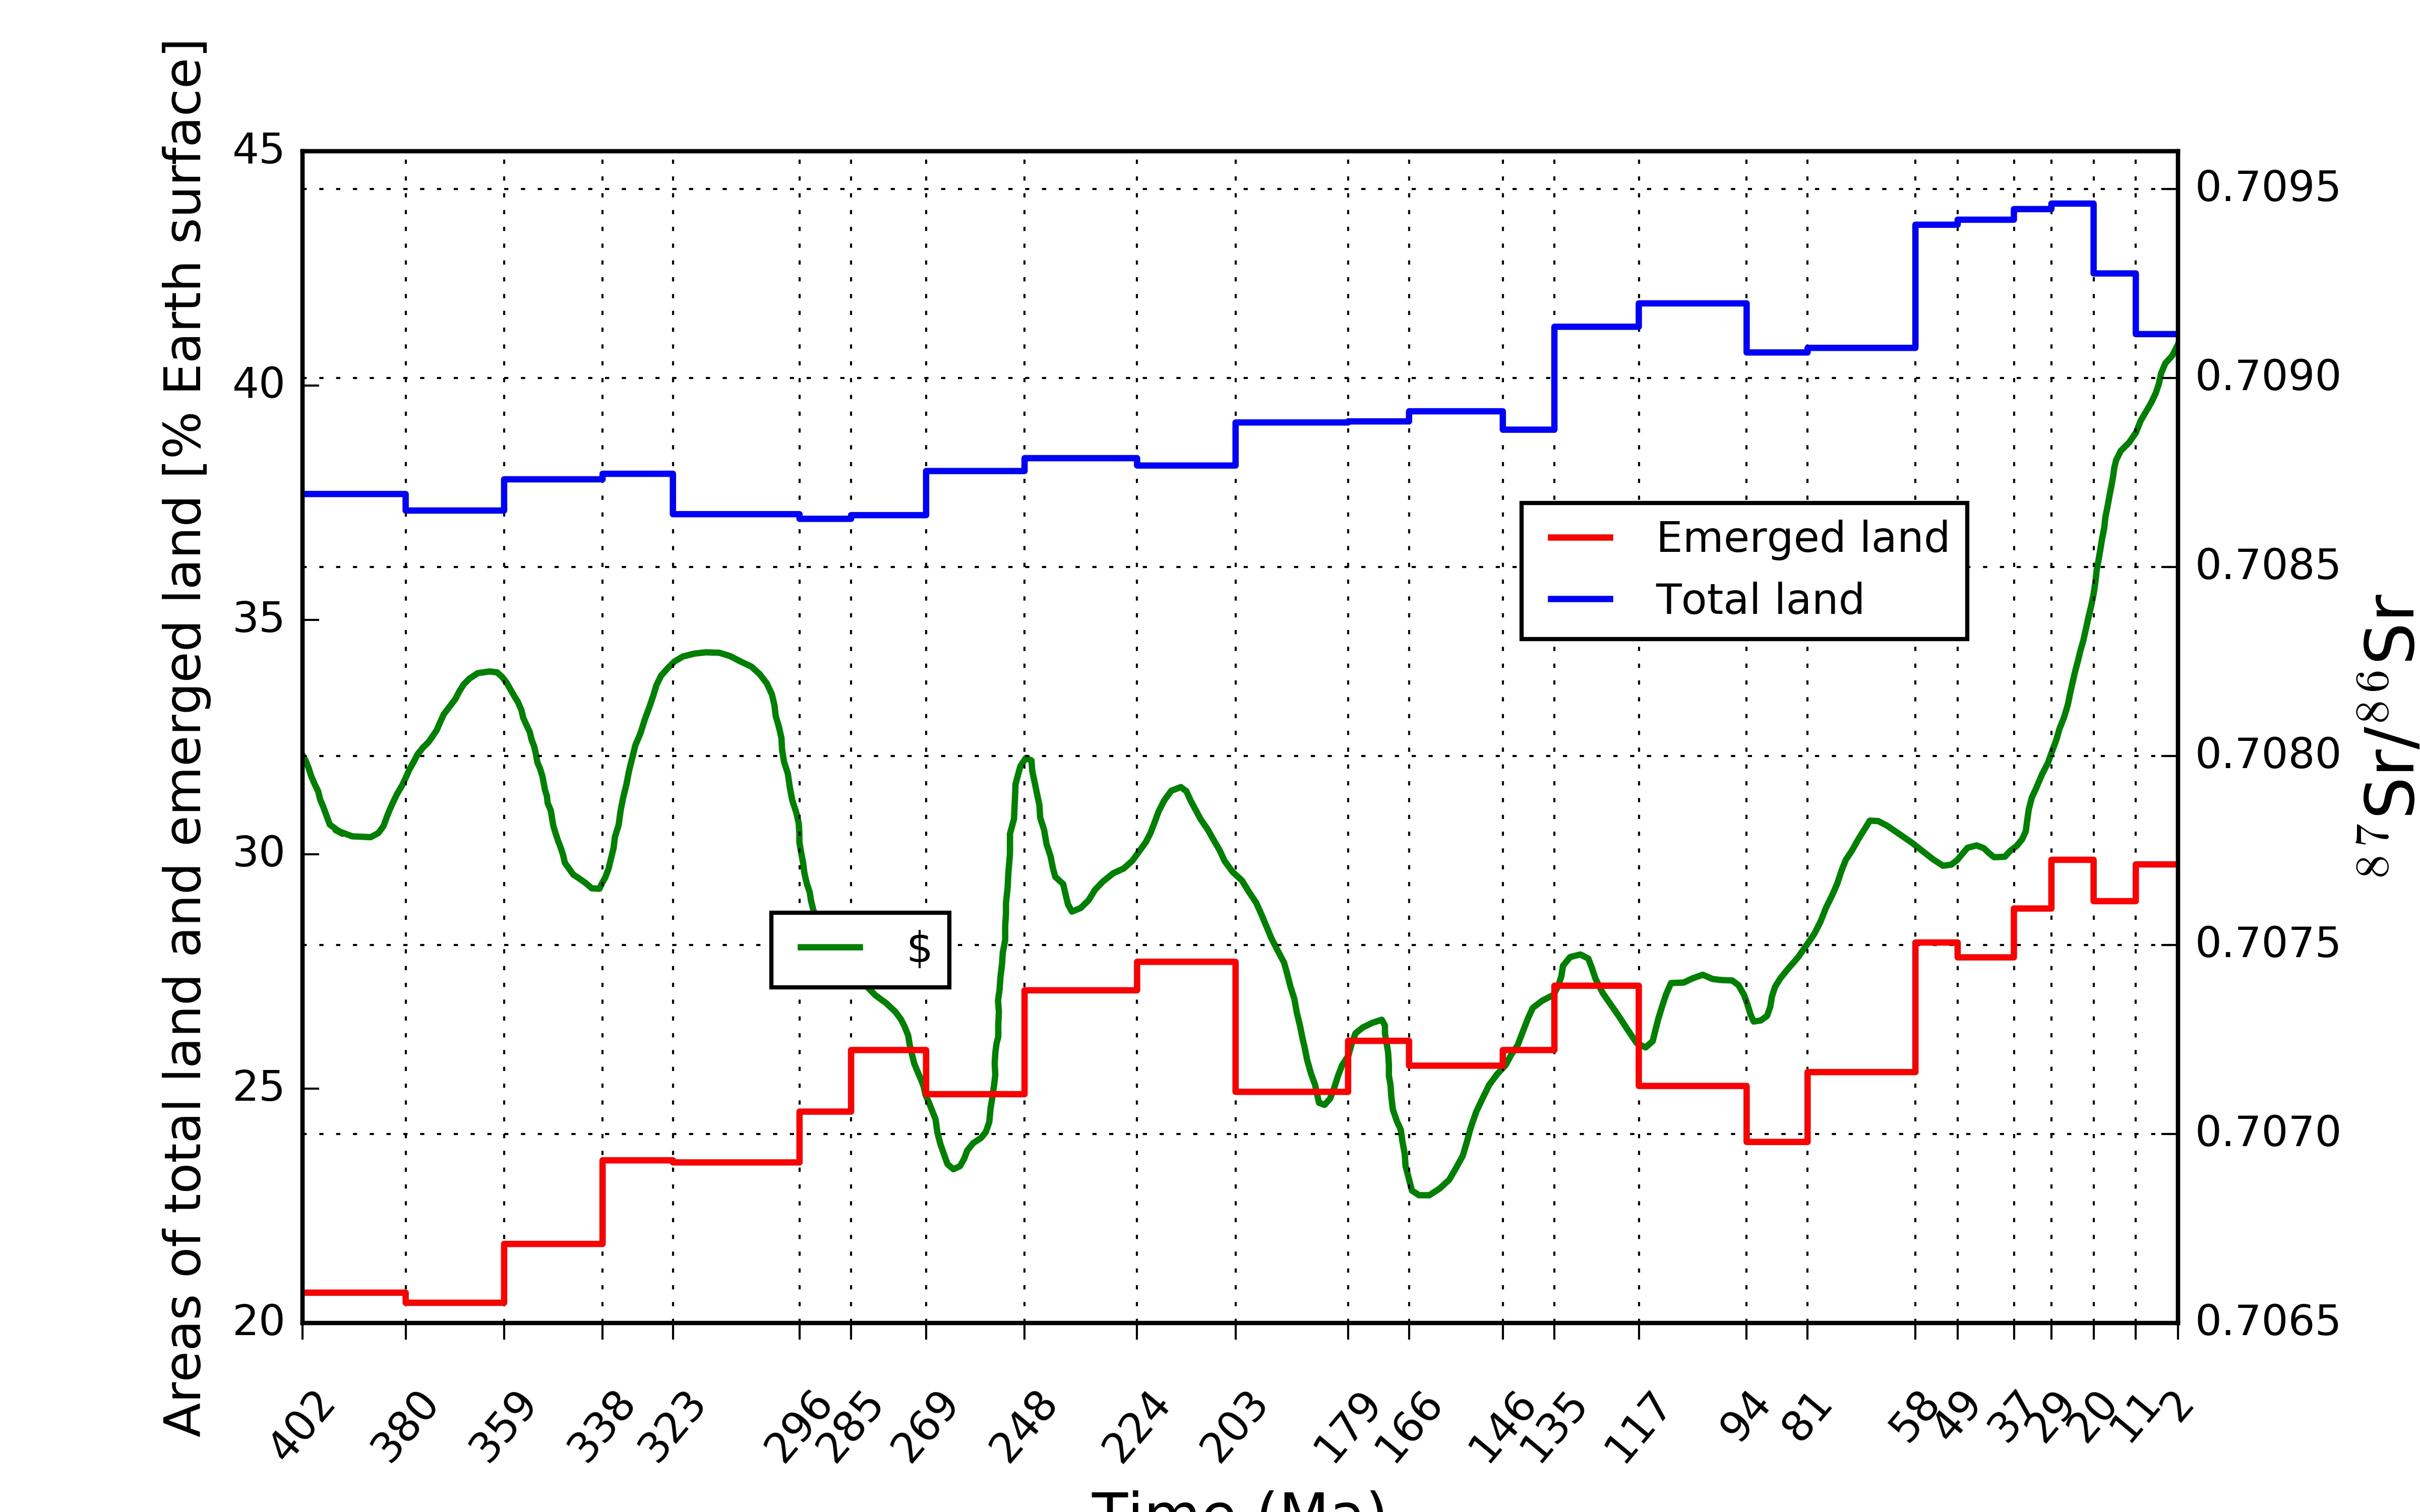 Areas of total land and emerged land [% Earth surface]
45
40
35
30
25
20
0.7095
0.7090
0.7085
0.7080
0.7075
0.7070
0.7065
⁸⁷Sr/⁸⁶Sr
Emerged land
Total land
$
402 380 359 338 323 296 285 269 248 224 203 179 166 146 135 117 94 81 58 49 37 29 20 11 2
Time (Ma)